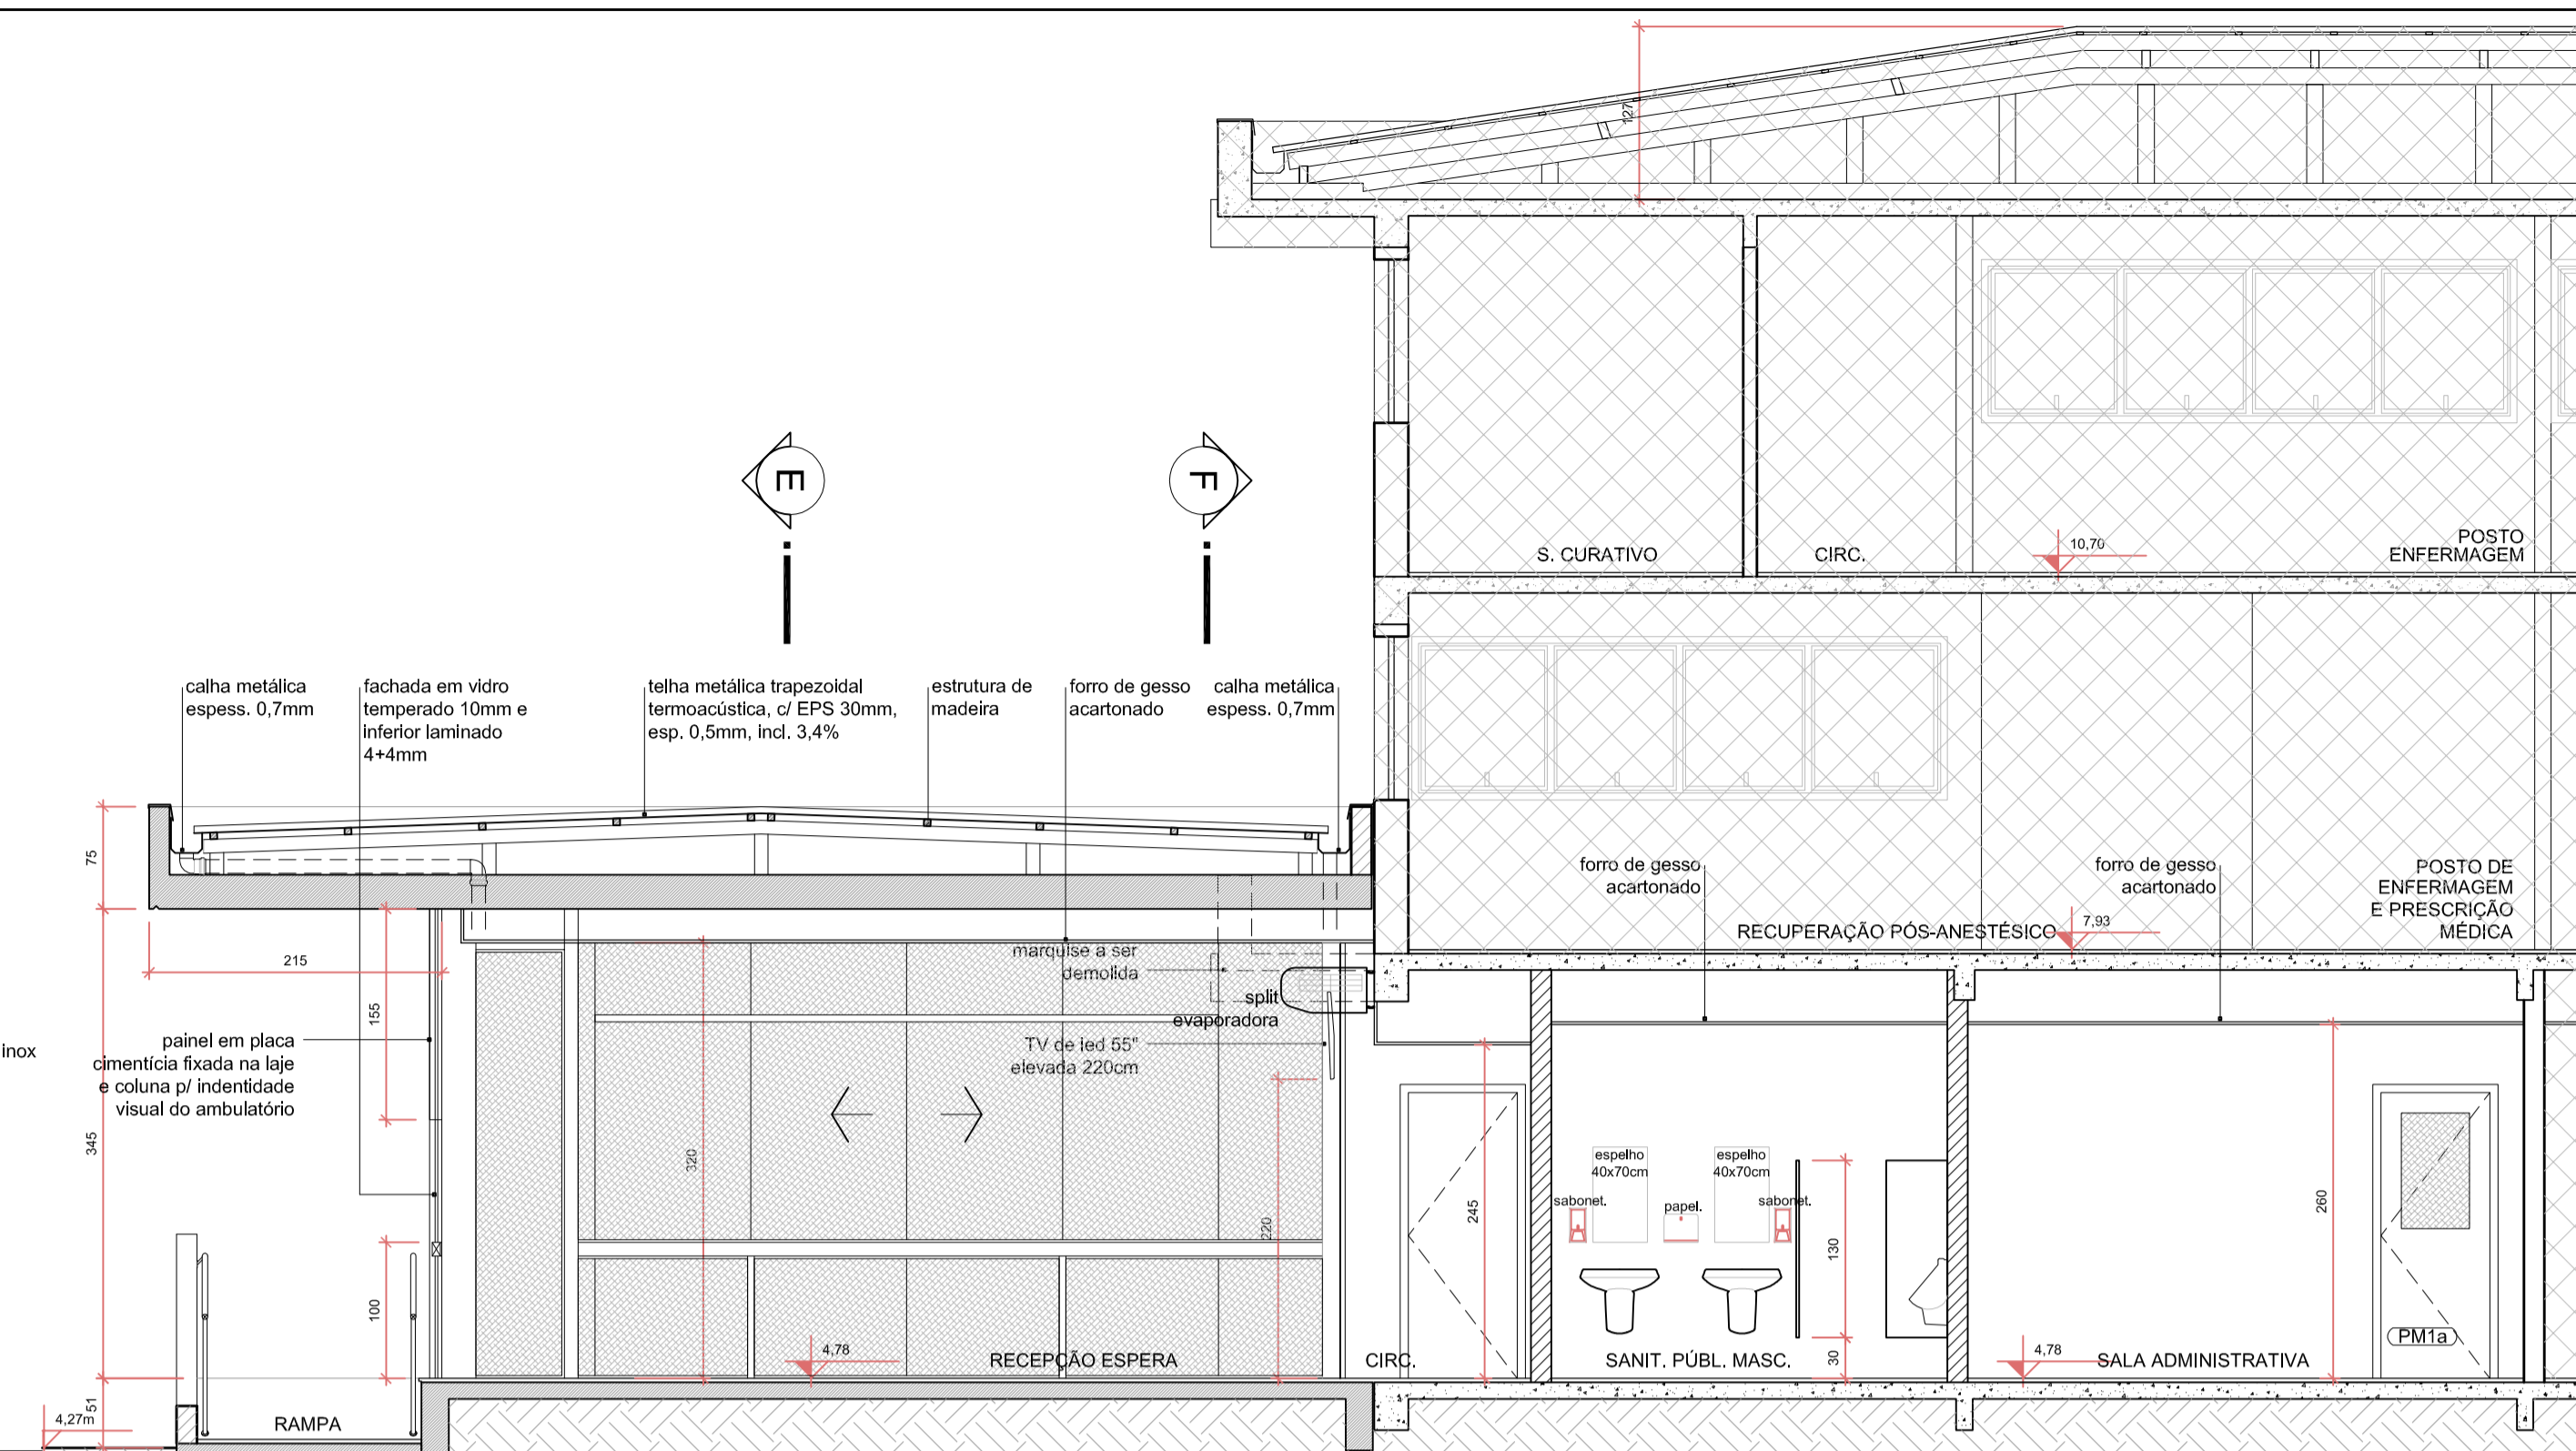 127
E
F
S. CURATIVO
CIRC.
10,70
POSTO
ENFERMAGEM
calha metálica
espess. 0,7mm
fachada em vidro
temperado 10mm e
inferior laminado
4+4mm
telha metálica trapezoidal
termoacústica, c/ EPS 30mm,
esp. 0,5mm, incl. 3,4%
estrutura de
madeira
forro de gesso
acartonado
calha metálica
espess. 0,7mm
75
forro de gesso
acartonado
forro de gesso
acartonado
POSTO DE
ENFERMAGEM
E PRESCRIÇÃO
MÉDICA
RECUPERAÇÃO PÓS-ANESTÉSICO
7,93
215
marquise a ser
demolida
split
evaporadora
155
inox
painel em placa
cimentícia fixada na laje
e coluna p/ indentidade
visual do ambulatório
TV de led 55"
elevada 220cm
345
320
220
245
espelho
40x70cm
espelho
40x70cm
sabonet.
papel.
sabonet.
130
260
100
30
PM1a
4,78
RECEPÇÃO ESPERA
CIRC.
SANIT. PÚBL. MASC.
4,78
SALA ADMINISTRATIVA
51
4,27m
RAMPA